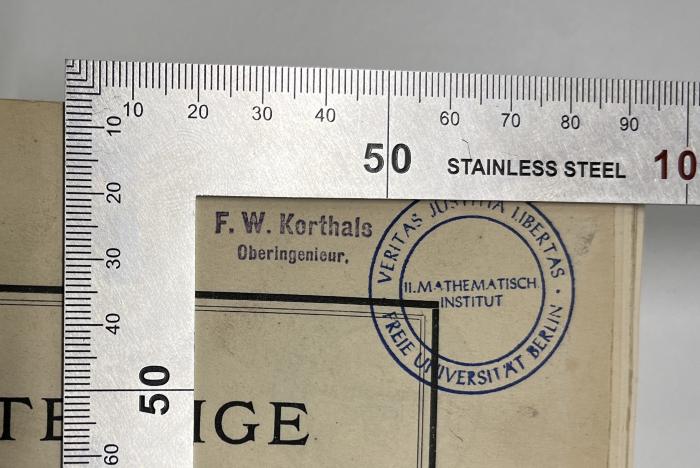 10 20 30 40 50 60 70 80 90 10
STAINLESS STEEL
10
20
30
40
50
60
F. W. Korthals
Oberingenieur.
VERITAS JUSTITIA LIBERTAS
II. MATHEMATISCH.
INSTITUT
FREIE UNIVERSITÄT BERLIN
IGE